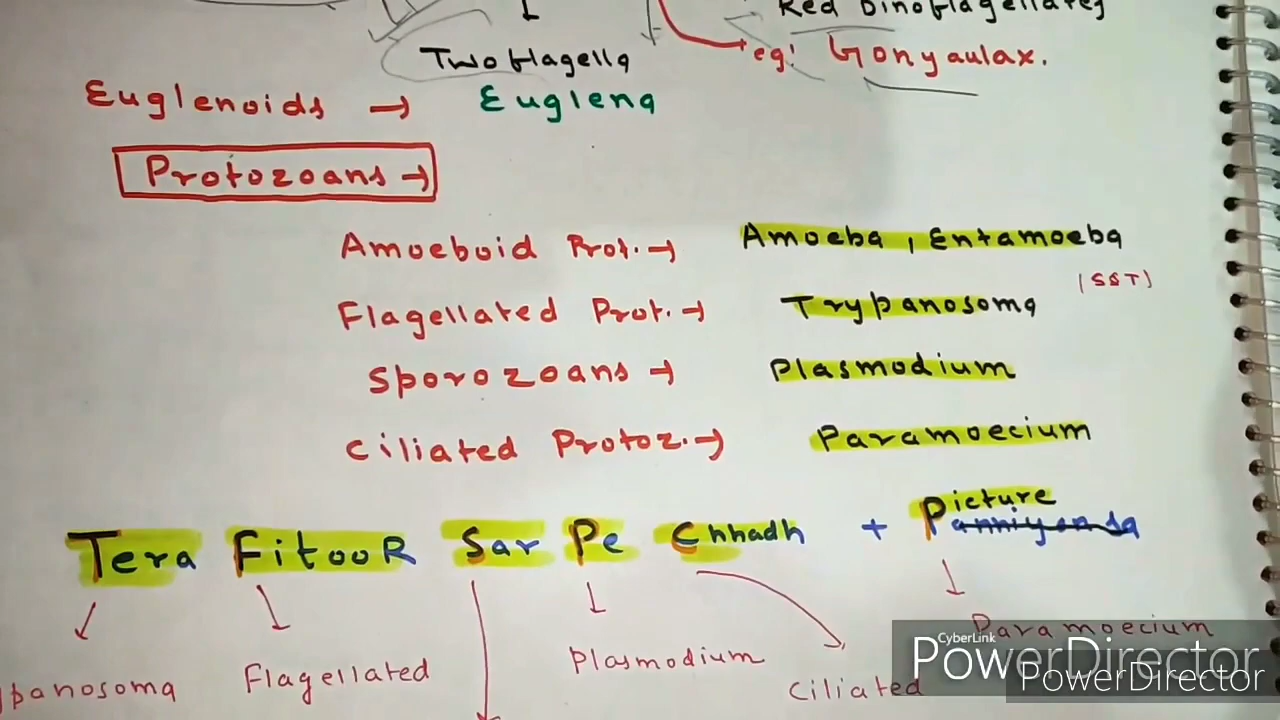 Red Dinoflagellates
Two flagella
eg: Gonyaulax.
Euglenoids → Euglena
Protozoans →
Amoeboid Prot. → Amoeba, Entamoeba
(SST)
Flagellated Prot. → Trypanosoma
Sporozoans → Plasmodium
Ciliated Protoz. → Paramoecium
Picture
Tera FitooR Sar Pe Chhadh +
Paramoecium
Plasmodium
Flagellated
ypanosoma
Ciliated
CyberLink
PowerDirector
PowerDirector